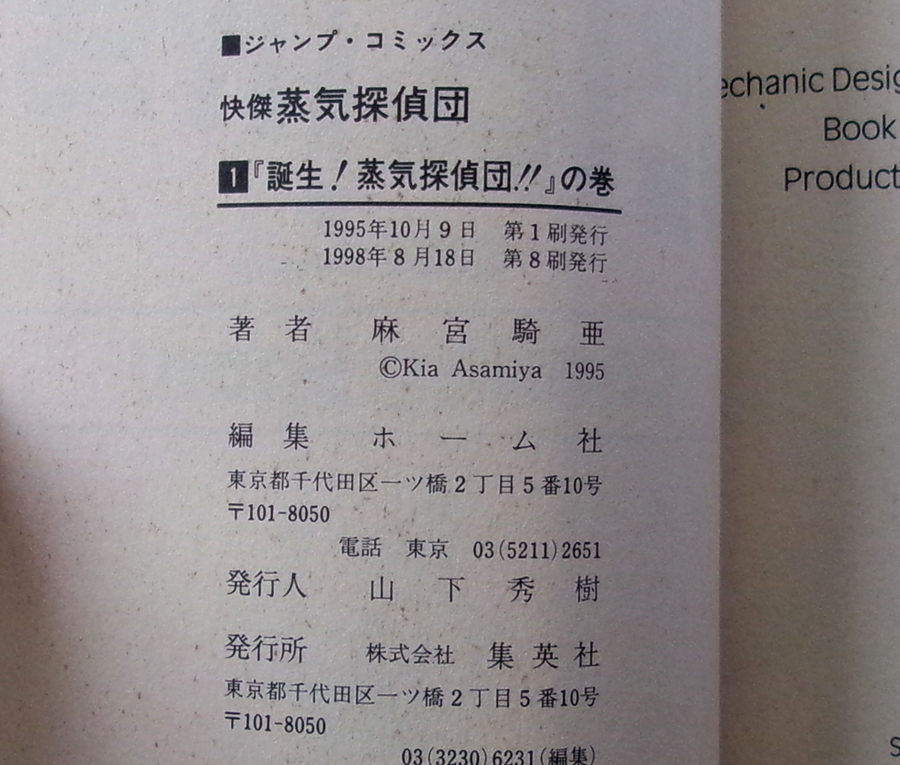 ■ジャンプ・コミックス
快傑蒸気探偵団
1『誕生!蒸気探偵団!!』の巻
1995年10月9日 第1刷発行
1998年8月18日 第8刷発行
著者 麻宮騎亜
©Kia Asamiya 1995
編集 ホーム社
東京都千代田区一ツ橋2丁目5番10号
〒101-8050
電話 東京 03(5211)2651
発行人 山下秀樹
発行所 株式会社 集英社
東京都千代田区一ツ橋2丁目5番10号
〒101-8050
03(3230)6231(編集)
echanic Desig
Book
Product